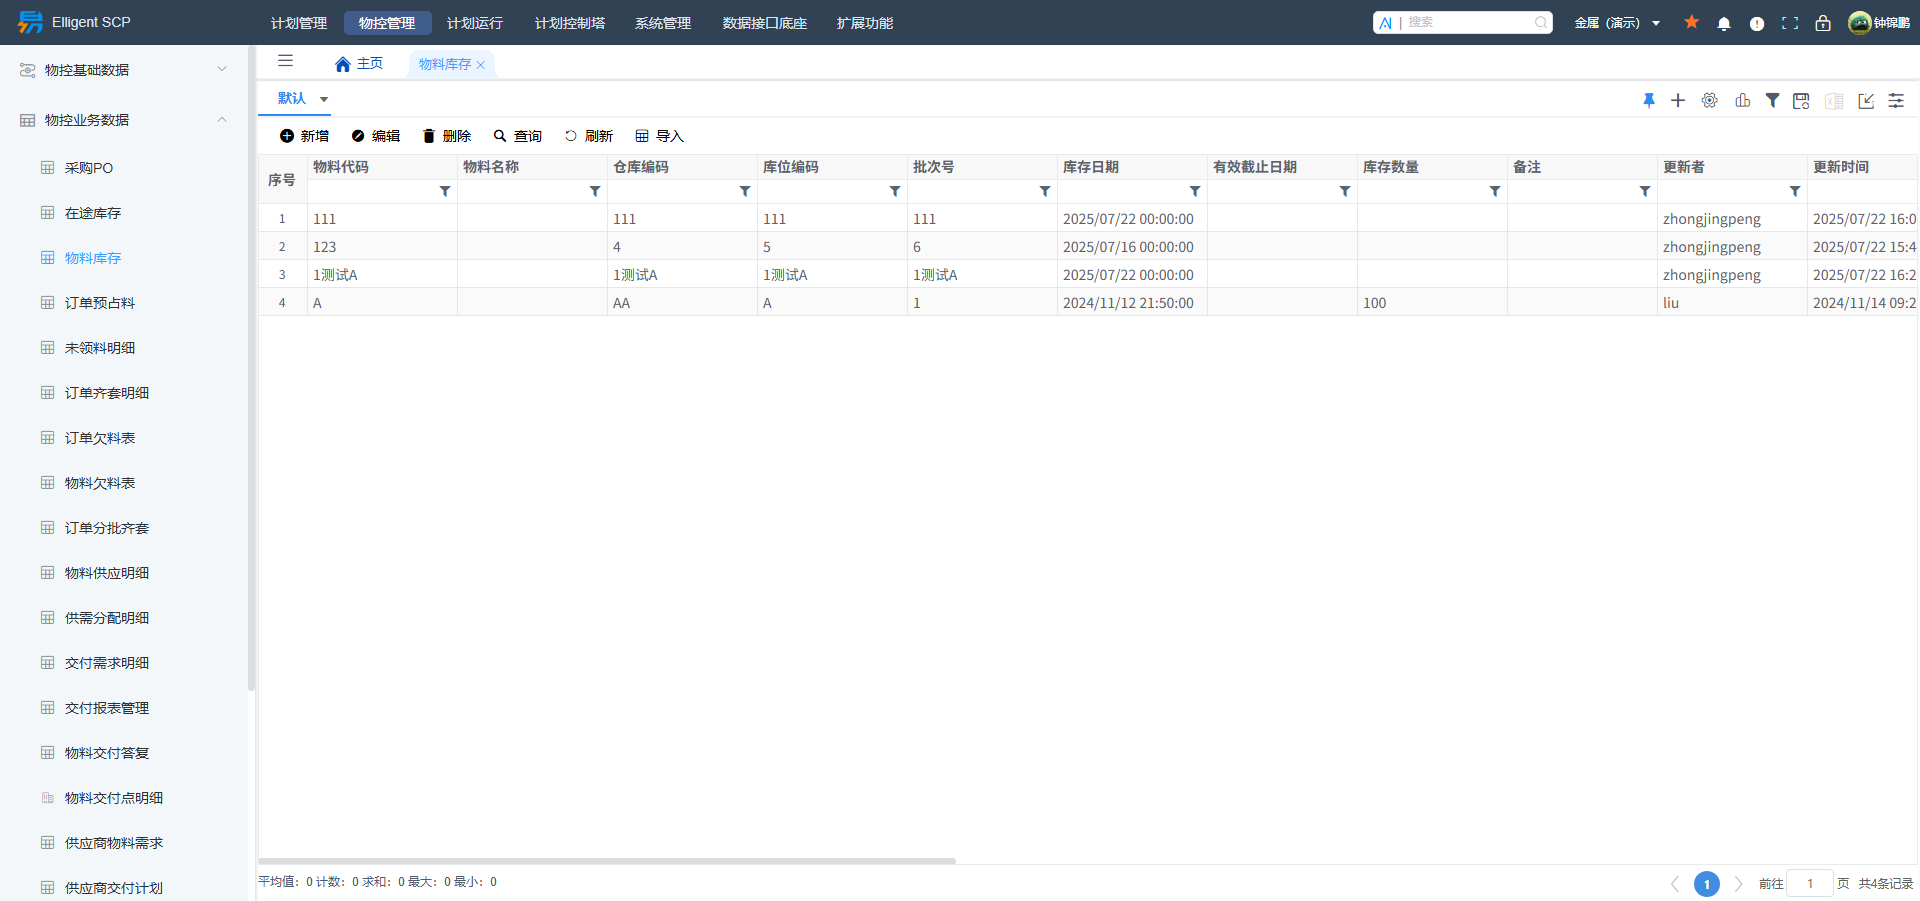 Elligent SCP
计划管理 物控管理 计划运行 计划控制塔 系统管理 数据接口底座 扩展功能
AI | 搜索
金属（演示）
钟锦鹏
物控基础数据
物控业务数据
采购PO
在途库存
物料库存
订单预占料
未领料明细
订单齐套明细
订单欠料表
物料欠料表
订单分批齐套
物料供应明细
供需分配明细
交付需求明细
交付报表管理
物料交付答复
物料交付点明细
供应商物料需求
供应商交付计划
主页 物料库存
默认
新增 编辑 删除 查询 刷新 导入
序号 物料代码 物料名称 仓库编码 库位编码 批次号 库存日期 有效截止日期 库存数量 备注 更新者 更新时间
1 111 111 111 111 2025/07/22 00:00:00 zhongjingpeng 2025/07/22 16:0
2 123 4 5 6 2025/07/16 00:00:00 zhongjingpeng 2025/07/22 15:4
3 1测试A 1测试A 1测试A 1测试A 2025/07/22 00:00:00 zhongjingpeng 2025/07/22 16:2
4 A AA A 1 2024/11/12 21:50:00 100 liu 2024/11/14 09:2
平均值：0 计数：0 求和：0 最大：0 最小：0
1 前往 1 页 共4条记录